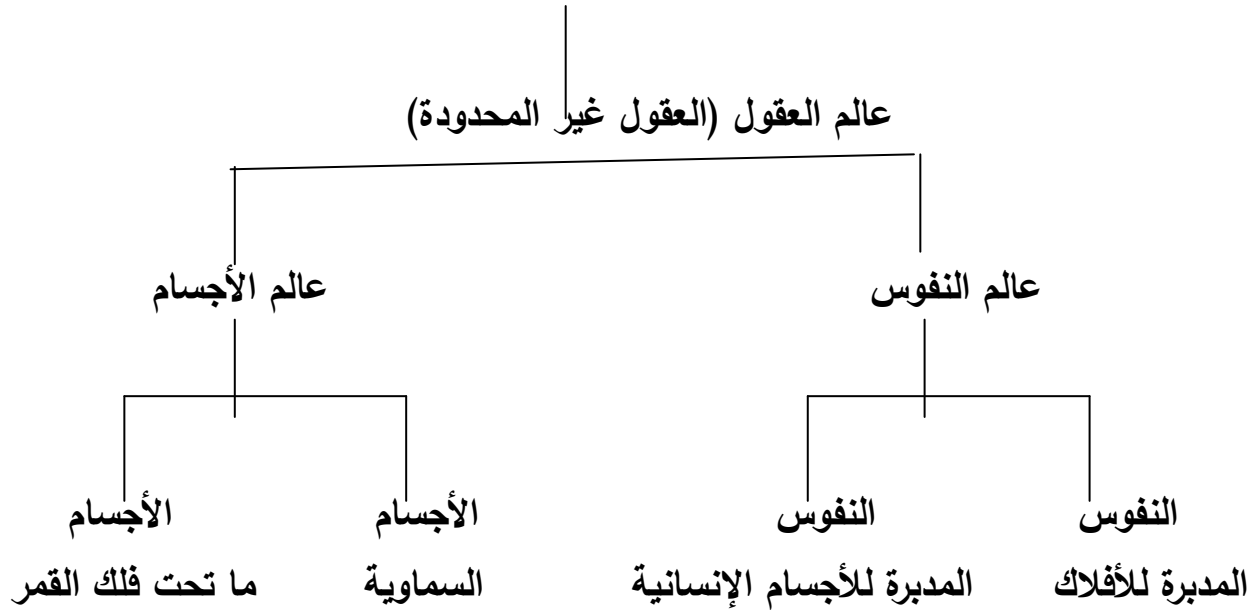 عالم العقول (العقول غير المحدودة)
عالم النفوس
عالم الأجسام
النفوس
المدبرة للأفلاك
النفوس
المدبرة للأجسام الإنسانية
الأجسام
السماوية
الأجسام
ما تحت فلك القمر